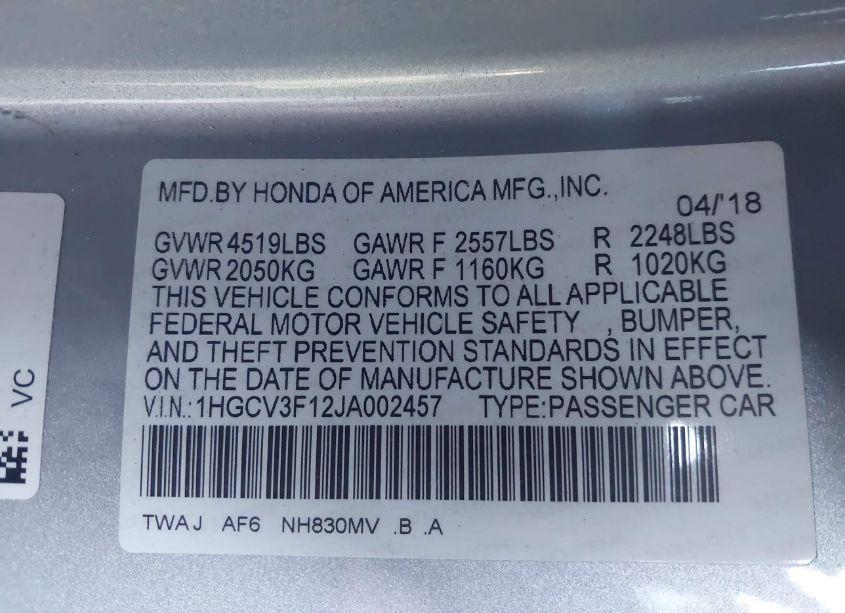 MFD.BY HONDA OF AMERICA MFG.,INC.
04/'18
GVWR 4519LBS GAWR F 2557LBS R 2248LBS
GVWR 2050KG GAWR F 1160KG R 1020KG
THIS VEHICLE CONFORMS TO ALL APPLICABLE
FEDERAL MOTOR VEHICLE SAFETY , BUMPER,
AND THEFT PREVENTION STANDARDS IN EFFECT
ON THE DATE OF MANUFACTURE SHOWN ABOVE.
V.I.N.: 1HGCV3F12JA002457 TYPE:PASSENGER CAR
TWAJ AF6 NH830MV .B .A
VC